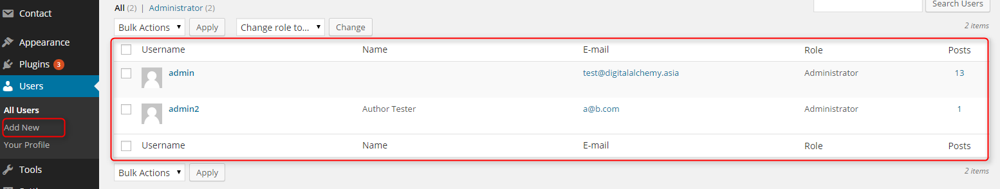 Contact
Appearance
Plugins 3
Users
All Users
Add New
Your Profile
Tools
All (2) | Administrator (2)
Search Users
Bulk Actions Apply Change role to... Change
2 items
Username Name E-mail Role Posts
admin test@digitalalchemy.asia Administrator 13
admin2 Author Tester a@b.com Administrator 1
Username Name E-mail Role Posts
Bulk Actions Apply
2 items